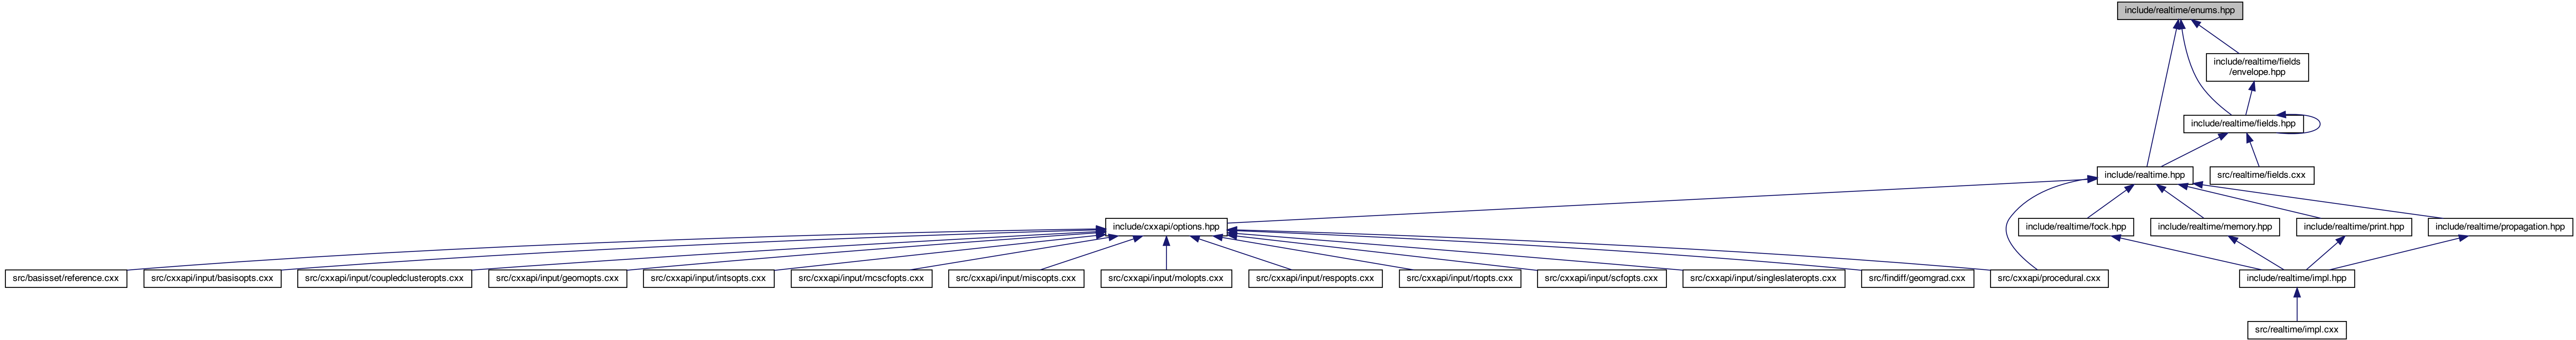 include/realtime/enums.hpp
include/realtime/fields
/envelope.hpp
include/realtime/fields.hpp
include/realtime.hpp
src/realtime/fields.cxx
include/cxxapi/options.hpp
include/realtime/fock.hpp
include/realtime/memory.hpp
include/realtime/print.hpp
include/realtime/propagation.hpp
src/basisset/reference.cxx
src/cxxapi/input/basisopts.cxx
src/cxxapi/input/coupledclusteropts.cxx
src/cxxapi/input/geomopts.cxx
src/cxxapi/input/intsopts.cxx
src/cxxapi/input/mcscfopts.cxx
src/cxxapi/input/miscopts.cxx
src/cxxapi/input/molopts.cxx
src/cxxapi/input/respopts.cxx
src/cxxapi/input/rtopts.cxx
src/cxxapi/input/scfopts.cxx
src/cxxapi/input/singleslateropts.cxx
src/findiff/geomgrad.cxx
src/cxxapi/procedural.cxx
include/realtime/impl.hpp
src/realtime/impl.cxx